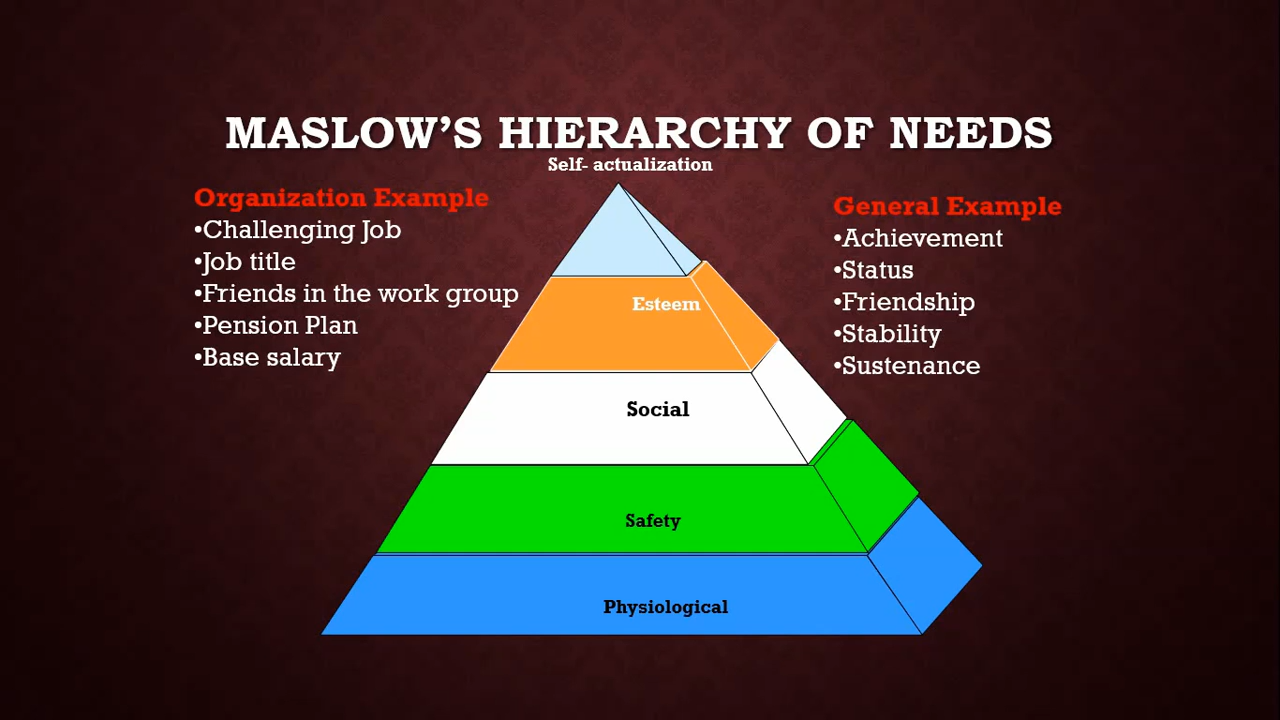 MASLOW'S HIERARCHY OF NEEDS
Self- actualization
Organization Example
•Challenging Job
•Job title
•Friends in the work group
•Pension Plan
•Base salary
General Example
•Achievement
•Status
•Friendship
•Stability
•Sustenance
Esteem
Social
Safety
Physiological